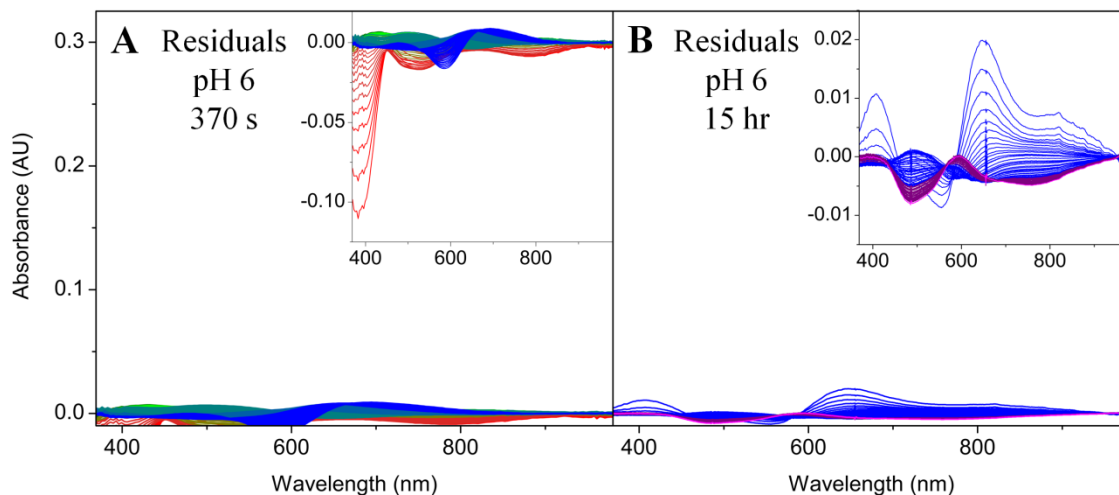 A Residuals
pH 6
370 s
B Residuals
pH 6
15 hr
0.3
0.2
0.1
0.0
Absorbance (AU)
0.00
-0.05
-0.10
400 600 800
0.02
0.01
0.00
-0.01
400 600 800
400 600 800
400 600 800
Wavelength (nm)
Wavelength (nm)